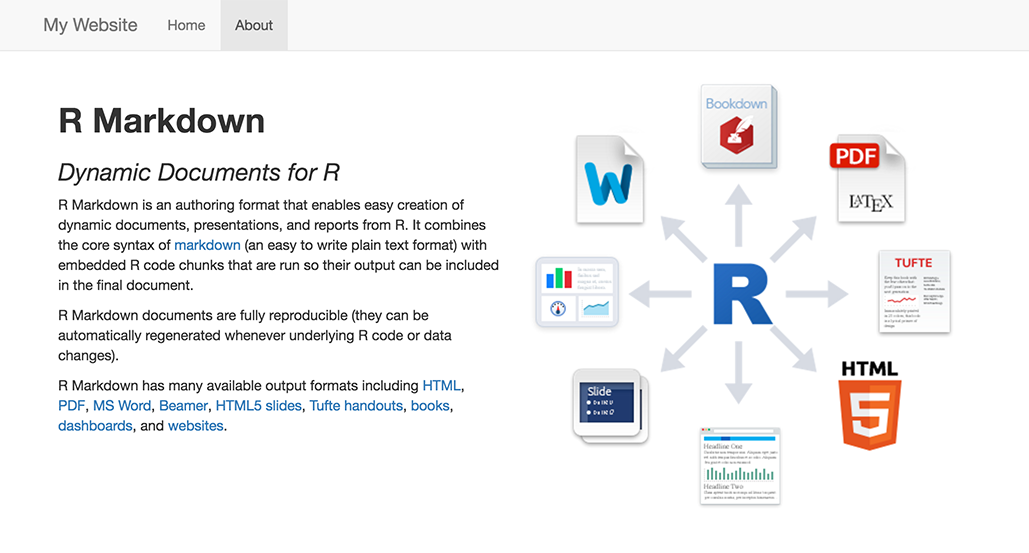 My Website Home About
R Markdown
Dynamic Documents for R
R Markdown is an authoring format that enables easy creation of
dynamic documents, presentations, and reports from R. It combines
the core syntax of markdown (an easy to write plain text format) with
embedded R code chunks that are run so their output can be included
in the final document.
R Markdown documents are fully reproducible (they can be
automatically regenerated whenever underlying R code or data
changes).
R Markdown has many available output formats including HTML,
PDF, MS Word, Beamer, HTML5 slides, Tufte handouts, books,
dashboards, and websites.
Bookdown
W
PDF
LATEX
TUFTE
R
HTML
5
Slide
Headline One
Headline Two